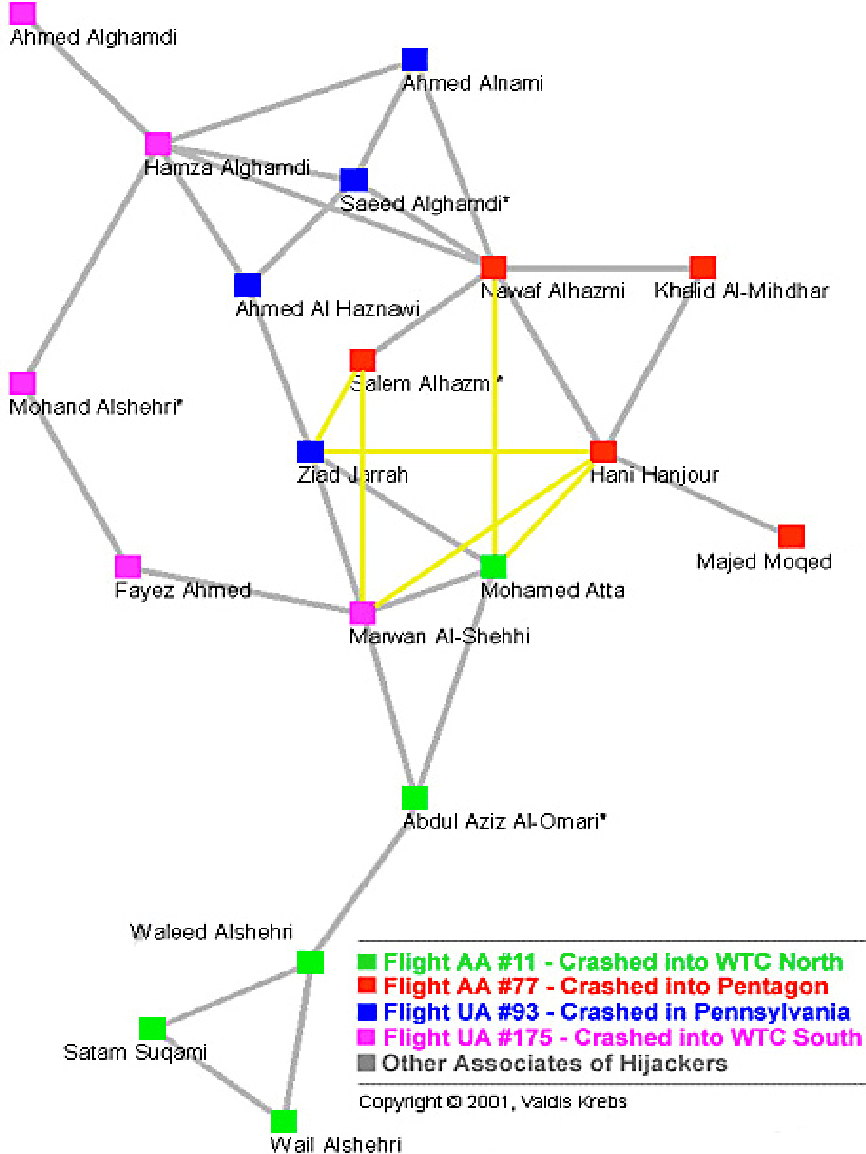 Ahmed Alghamdi
Ahmed Alnami
Hamza Alghamdi
Saeed Alghamdi*
Nawaf Alhazmi
Khalid Al-Mihdhar
Ahmed Al Haznawi
Salem Alhazmi*
Mohand Alshehri*
Ziad Jarrah
Hani Hanjour
Majed Moqed
Fayez Ahmed
Mohamed Atta
Marwan Al-Shehhi
Abdul Aziz Al-Omari*
Waleed Alshehri
Satam Suqami
Wail Alshehri
Flight AA #11 - Crashed into WTC North
Flight AA #77 - Crashed into Pentagon
Flight UA #93 - Crashed in Pennsylvania
Flight UA #175 - Crashed into WTC South
Other Associates of Hijackers
Copyright © 2001, Valdis Krebs